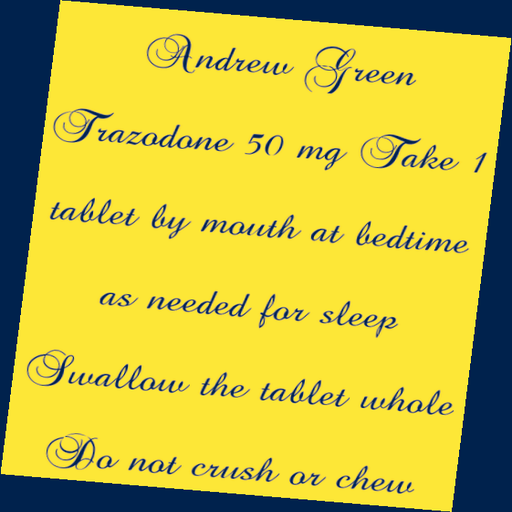 Andrew Green
Trazodone 50 mg Take 1
tablet by mouth at bedtime
as needed for sleep
Swallow the tablet whole
Do not crush or chew